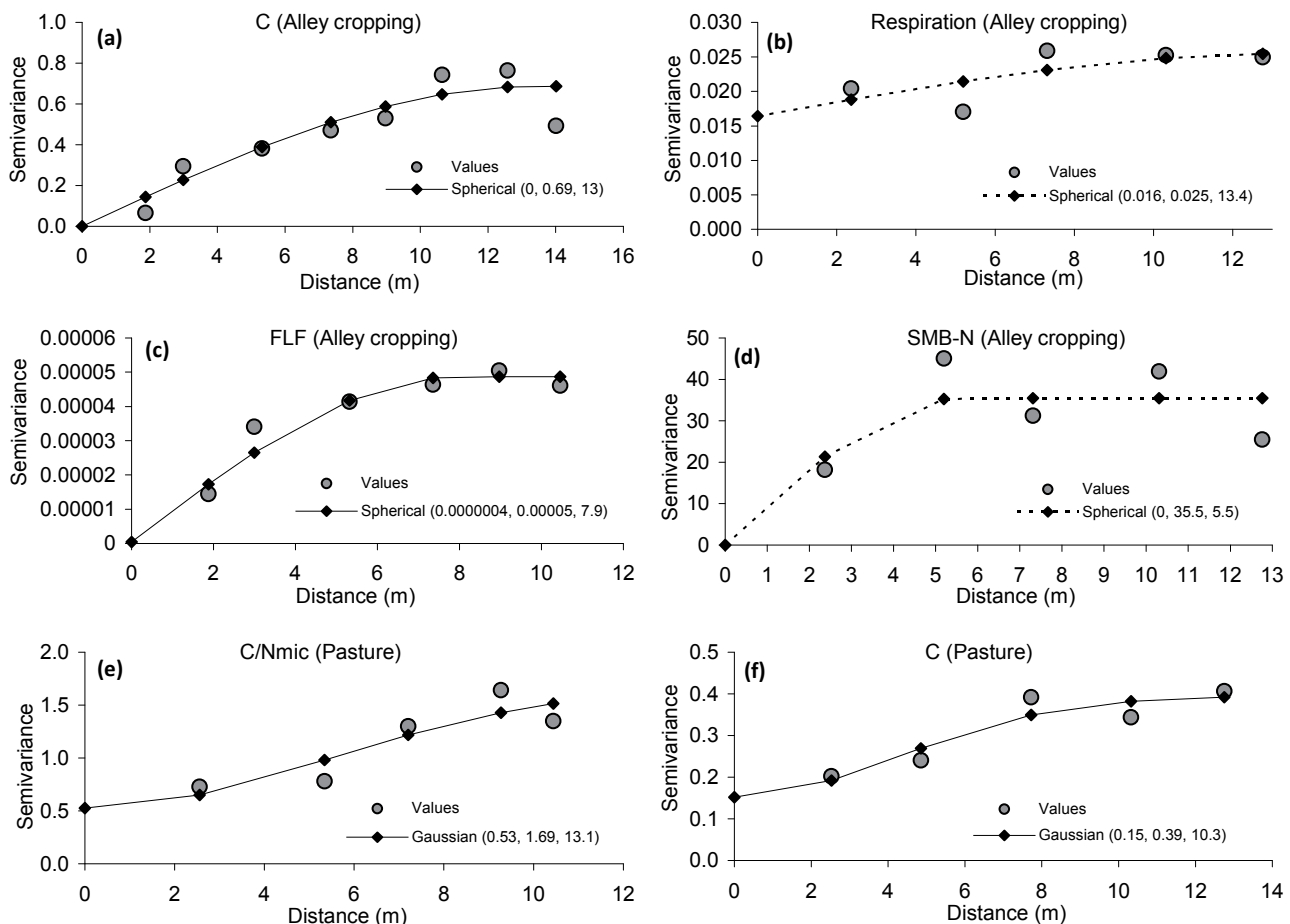 (a)
C (Alley cropping)
Semivariance
1.0
0.8
0.6
0.4
0.2
0.0
Values
Spherical (0, 0.69, 13)
0 2 4 6 8 10 12 14 16
Distance (m)
(b)
Respiration (Alley cropping)
Semivariance
0.030
0.025
0.020
0.015
0.010
0.005
0.000
Values
Spherical (0.016, 0.025, 13.4)
0 2 4 6 8 10 12
Distance (m)
(c)
FLF (Alley cropping)
Semivariance
0.00006
0.00005
0.00004
0.00003
0.00002
0.00001
0
Values
Spherical (0.0000004, 0.00005, 7.9)
0 2 4 6 8 10 12
Distance (m)
(d)
SMB-N (Alley cropping)
Semivariance
50
40
30
20
10
0
Values
Spherical (0, 35.5, 5.5)
0 1 2 3 4 5 6 7 8 9 10 11 12 13
Distance (m)
(e)
C/Nmic (Pasture)
Semivariance
2.0
1.5
1.0
0.5
0.0
Values
Gaussian (0.53, 1.69, 13.1)
0 2 4 6 8 10 12
Distance (m)
(f)
C (Pasture)
Semivariance
0.5
0.4
0.3
0.2
0.1
0.0
Values
Gaussian (0.15, 0.39, 10.3)
0 2 4 6 8 10 12 14
Distance (m)